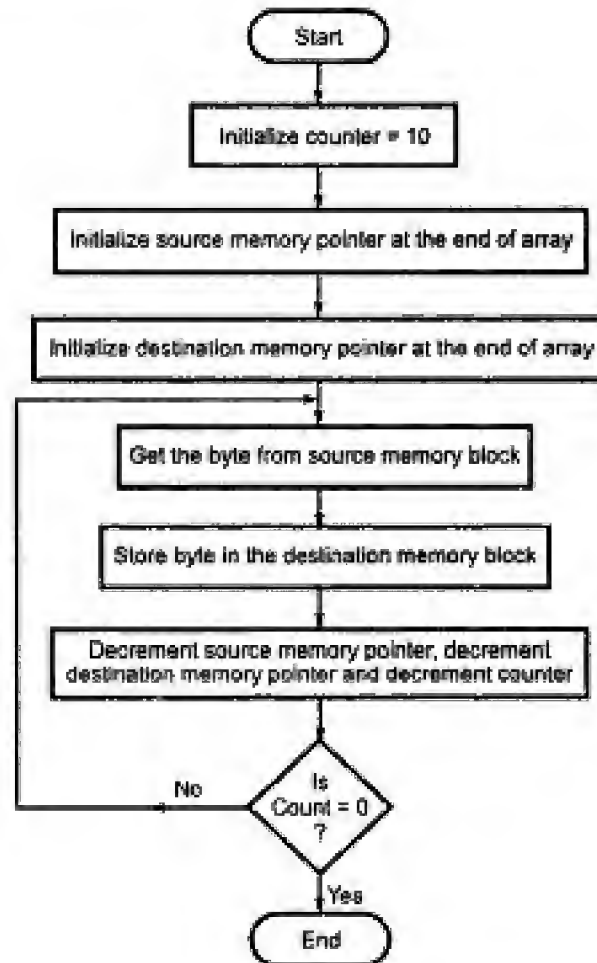 Start
Initialize counter = 10
Initialize source memory pointer at the end of array
Initialize destination memory pointer at the end of array
Get the byte from source memory block
Store byte in the destination memory block
Decrement source memory pointer, decrement
destination memory pointer and decrement counter
Is
Count = 0
?
No
Yes
End